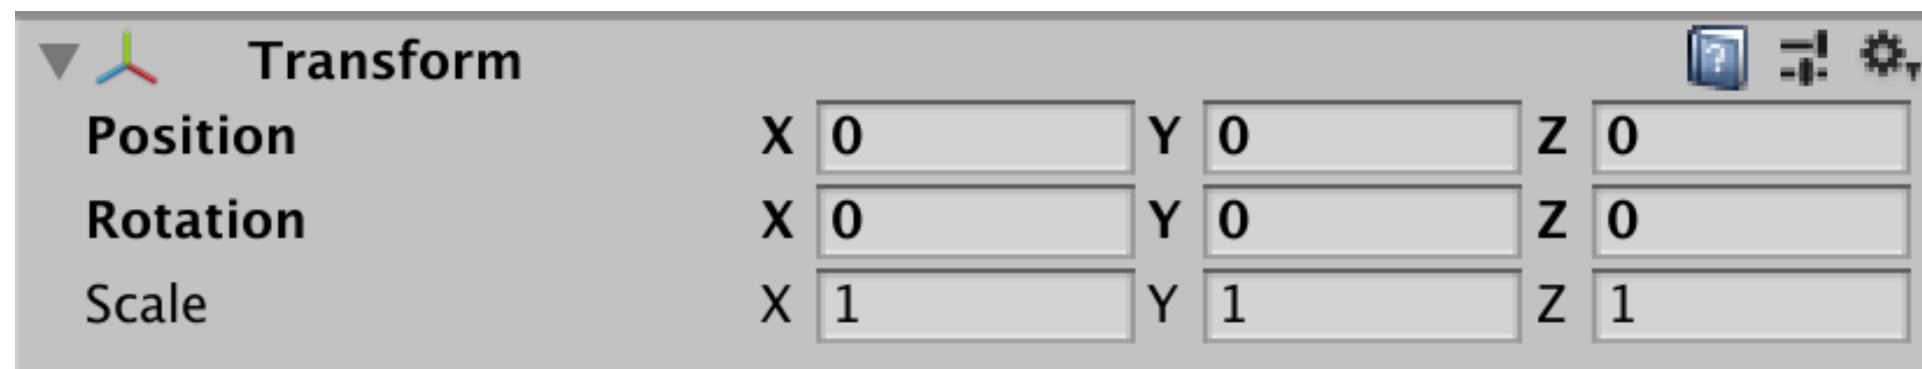 Transform
Position X 0 Y 0 Z 0
Rotation X 0 Y 0 Z 0
Scale X 1 Y 1 Z 1